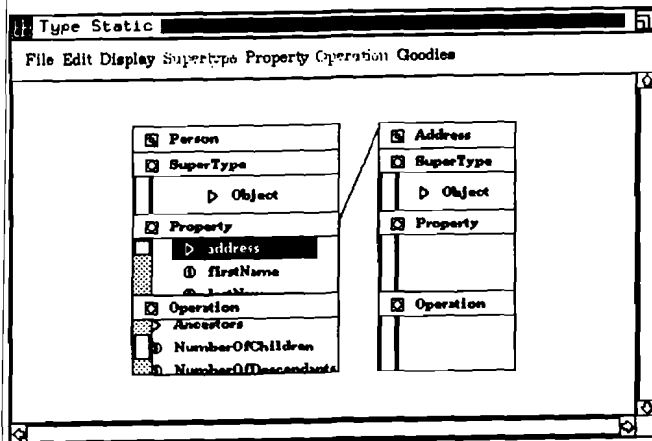 Type Static
File Edit Display Supertype Property Operation Goodies
Person
SuperType
Object
Property
address
firstName
Operation
Ancestors
NumberOfChildren
NumberOfDescendants
Address
SuperType
Object
Property
Operation